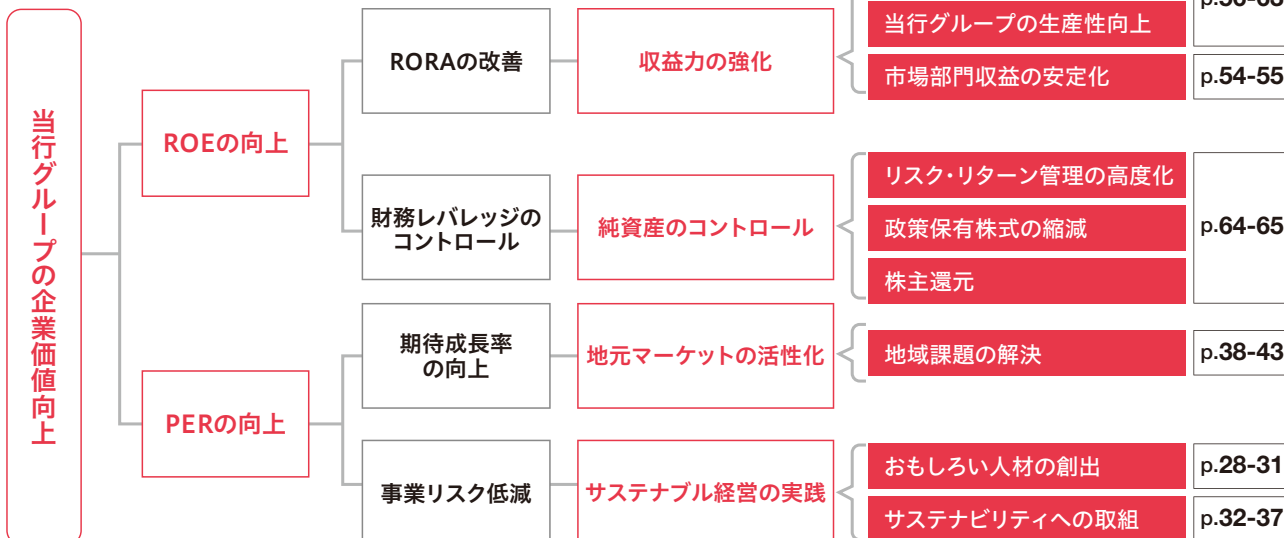 当行グループの企業価値向上
ROEの向上
RORAの改善
収益力の強化
当行グループの生産性向上
市場部門収益の安定化
p.54-55
財務レバレッジの
コントロール
純資産のコントロール
リスク・リターン管理の高度化
政策保有株式の縮減
株主還元
p.64-65
PERの向上
期待成長率
の向上
地元マーケットの活性化
地域課題の解決
p.38-43
事業リスク低減
サステナブル経営の実践
おもしろい人材の創出
p.28-31
サステナビリティへの取組
p.32-37